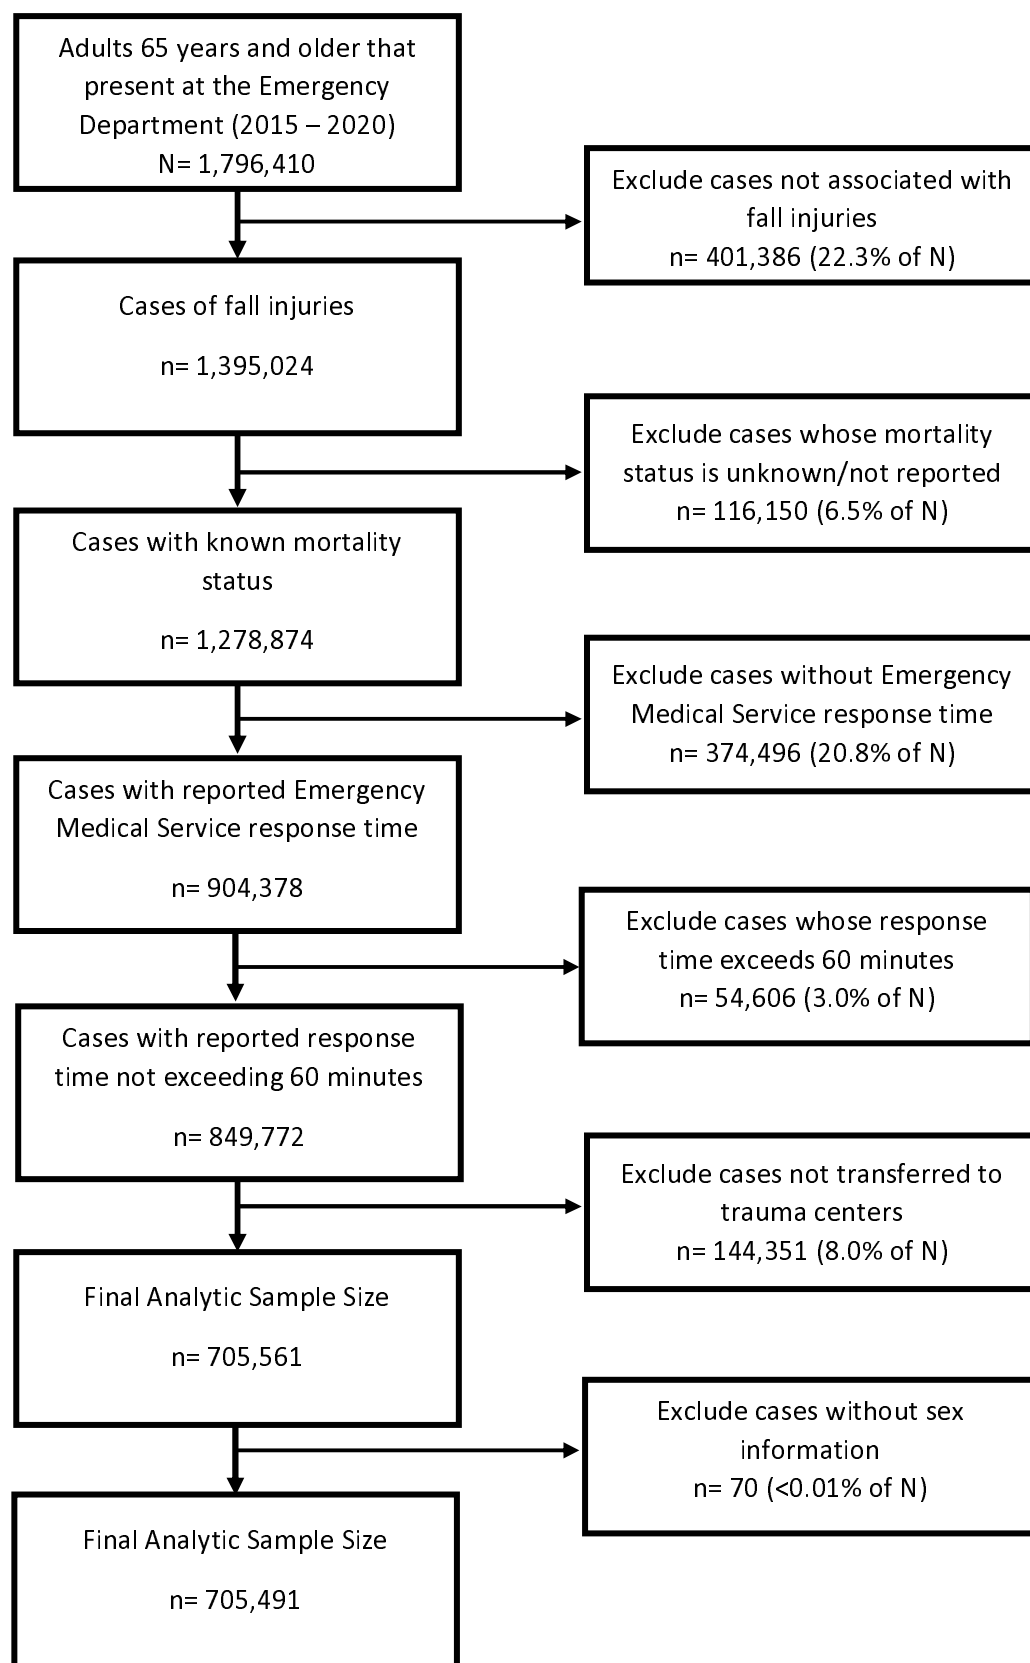 Adults 65 years and older that
present at the Emergency
Department (2015 – 2020)
N= 1,796,410
Exclude cases not associated with
fall injuries
n= 401,386 (22.3% of N)
Cases of fall injuries
n= 1,395,024
Exclude cases whose mortality
status is unknown/not reported
n= 116,150 (6.5% of N)
Cases with known mortality
status
n= 1,278,874
Exclude cases without Emergency
Medical Service response time
n= 374,496 (20.8% of N)
Cases with reported Emergency
Medical Service response time
n= 904,378
Exclude cases whose response
time exceeds 60 minutes
n= 54,606 (3.0% of N)
Cases with reported response
time not exceeding 60 minutes
n= 849,772
Exclude cases not transferred to
trauma centers
n= 144,351 (8.0% of N)
Final Analytic Sample Size
n= 705,561
Exclude cases without sex
information
n= 70 (<0.01% of N)
Final Analytic Sample Size
n= 705,491